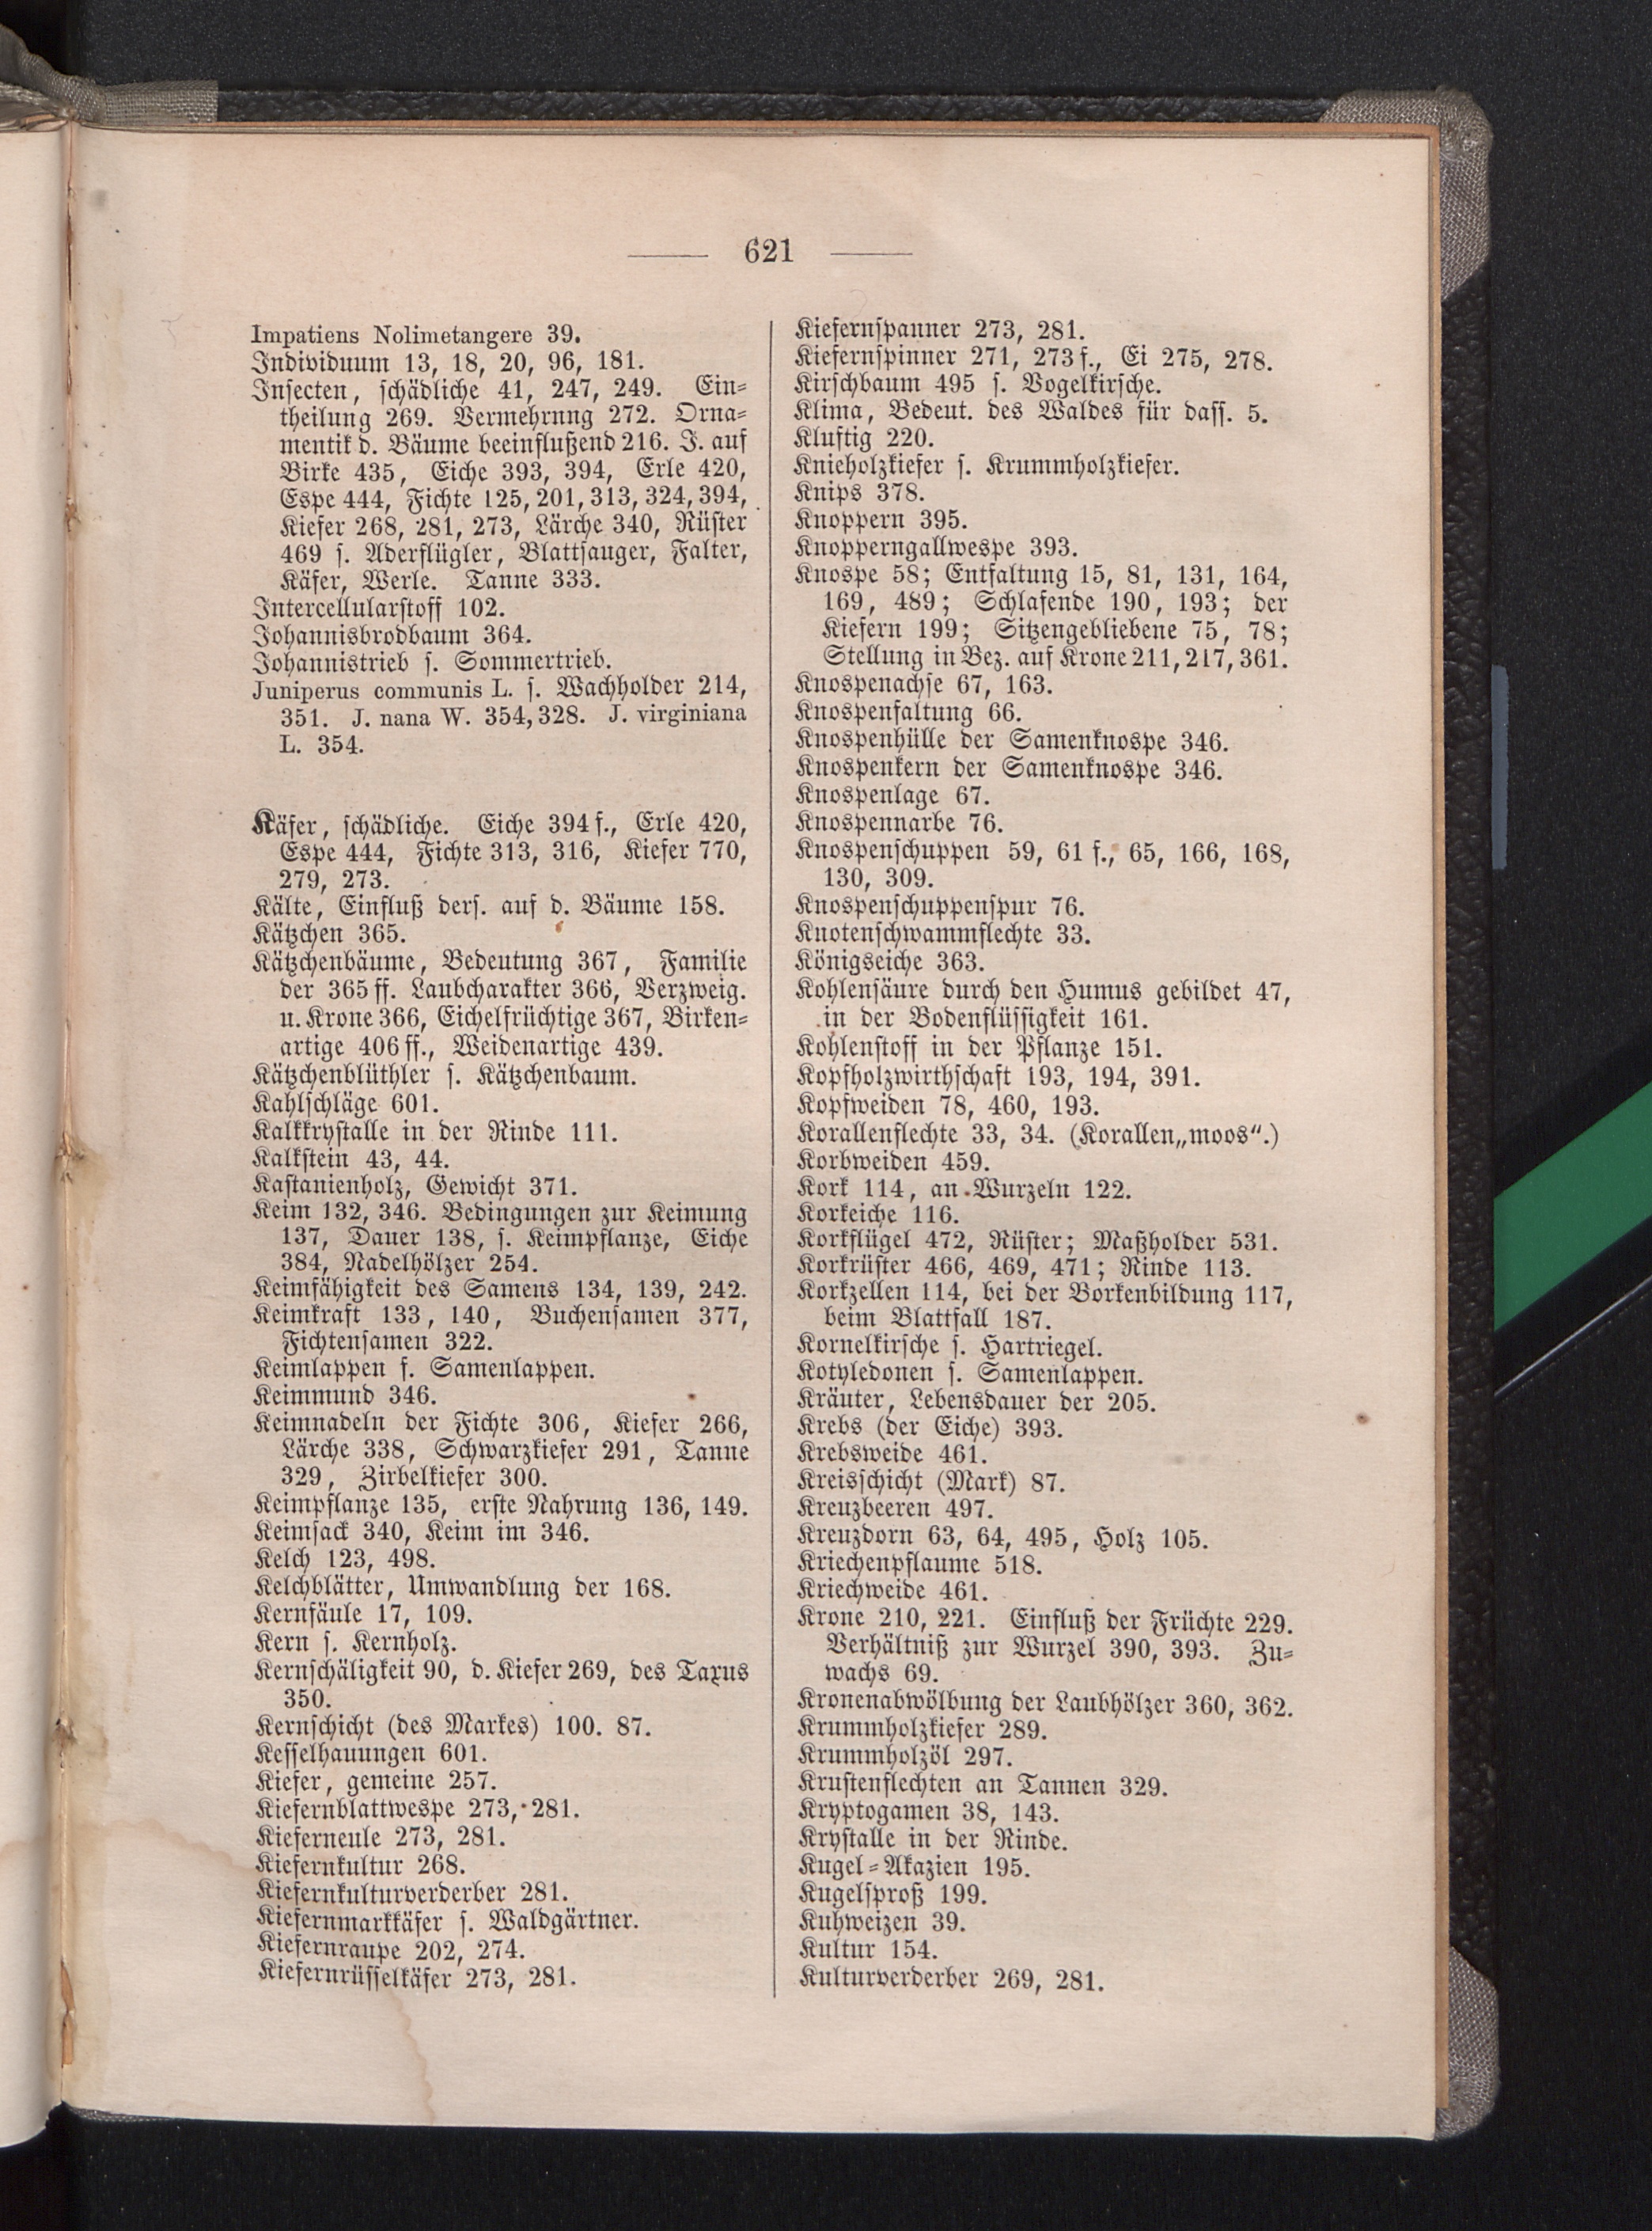 621
Impatiens Nolimetangere 39.
Individuum 13, 18, 20, 96, 181.
Insecten, schädliche 41, 247, 249. Ein-
theilung 269. Vermehrung 272. Orna-
mentik d. Bäume beeinflußend 216. I. auf
Birke 435, Eiche 393, 394, Erle 420,
Espe 444, Fichte 125, 201, 313, 324, 394,
Kiefer 268, 281, 273, Lärche 340, Rüster
469 s. Aderflügler, Blattsauger, Falter,
Käfer, Werle. Tanne 333.
Intercellularstoff 102.
Johannisbrodbaum 364.
Johannistrieb s. Sommertrieb.
Juniperus communis L. s. Wachholder 214,
351. J. nana W. 354, 328. J. virginiana
L. 354.
Käfer, schädliche. Eiche 394 f., Erle 420,
Espe 444, Fichte 313, 316, Kiefer 770,
279, 273.
Kälte, Einfluß ders. auf d. Bäume 158.
Kätzchen 365.
Kätzchenbäume, Bedeutung 367, Familie
der 365 ff. Laubcharakter 366, Verzweig.
u. Krone 366, Eichelfrüchtige 367, Birken-
artige 406 ff., Weidenartige 439.
Kätzchenblüthler s. Kätzchenbaum.
Kahlschläge 601.
Kalkkrystalle in der Rinde 111.
Kalkstein 43, 44.
Kastanienholz, Gewicht 371.
Keim 132, 346. Bedingungen zur Keimung
137, Dauer 138, s. Keimpflanze, Eiche
384, Nadelhölzer 254.
Keimfähigkeit des Samens 134, 139, 242.
Keimkraft 133, 140, Buchensamen 377,
Fichtensamen 322.
Keimlappen s. Samenlappen.
Keimmund 346.
Keimnadeln der Fichte 306, Kiefer 266,
Lärche 338, Schwarzkiefer 291, Tanne
329, Zirbelkiefer 300.
Keimpflanze 135, erste Nahrung 136, 149.
Keimsack 340, Keim im 346.
Kelch 123, 498.
Kelchblätter, Umwandlung der 168.
Kernfäule 17, 109.
Kern s. Kernholz.
Kernschäligkeit 90, d. Kiefer 269, des Taxus
350.
Kernschicht (des Markes) 100. 87.
Kesselhauungen 601.
Kiefer, gemeine 257.
Kiefernblattwespe 273, 281.
Kieferneule 273, 281.
Kiefernkultur 268.
Kiefernkulturverderber 281.
Kiefernmarkkäfer s. Waldgärtner.
Kiefernraupe 202, 274.
Kiefernrüsselkäfer 273, 281.
Kiefernspanner 273, 281.
Kiefernspinner 271, 273 f., Ei 275, 278.
Kirschbaum 495 s. Vogelkirsche.
Klima, Bedeut. des Waldes für dass. 5.
Kluftig 220.
Knieholzkiefer s. Krummholzkiefer.
Knips 378.
Knoppern 395.
Knopperngallwespe 393.
Knospe 58; Entfaltung 15, 81, 131, 164,
169, 489; Schlafende 190, 193; der
Kiefern 199; Sitzengebliebene 75, 78;
Stellung in Bez. auf Krone 211, 217, 361.
Knospenachse 67, 163.
Knospenfaltung 66.
Knospenhülle der Samenknospe 346.
Knospenkern der Samenknospe 346.
Knospenlage 67.
Knospennarbe 76.
Knospenschuppen 59, 61 f., 65, 166, 168,
130, 309.
Knospenschuppenspur 76.
Knotenschwammflechte 33.
Königseiche 363.
Kohlensäure durch den Humus gebildet 47,
in der Bodenflüssigkeit 161.
Kohlenstoff in der Pflanze 151.
Kopfholzwirthschaft 193, 194, 391.
Kopfweiden 78, 460, 193.
Korallenflechte 33, 34. (Korallen„moos“.)
Korbweiden 459.
Kork 114, an Wurzeln 122.
Korkeiche 116.
Korkflügel 472, Rüster; Maßholder 531.
Korkrüster 466, 469, 471; Rinde 113.
Korkzellen 114, bei der Borkenbildung 117,
beim Blattfall 187.
Kornelkirsche s. Hartriegel.
Kotyledonen s. Samenlappen.
Kräuter, Lebensdauer der 205.
Krebs (der Eiche) 393.
Krebsweide 461.
Kreisschicht (Mark) 87.
Kreuzbeeren 497.
Kreuzdorn 63, 64, 495, Holz 105.
Kriechenpflaume 518.
Kriechweide 461.
Krone 210, 221. Einfluß der Früchte 229.
Verhältniß zur Wurzel 390, 393. Zu-
wachs 69.
Kronenabwölbung der Laubhölzer 360, 362.
Krummholzkiefer 289.
Krummholzöl 297.
Krustenflechten an Tannen 329.
Kryptogamen 38, 143.
Krystalle in der Rinde.
Kugel-Akazien 195.
Kugelsproß 199.
Kuhweizen 39.
Kultur 154.
Kulturverderber 269, 281.